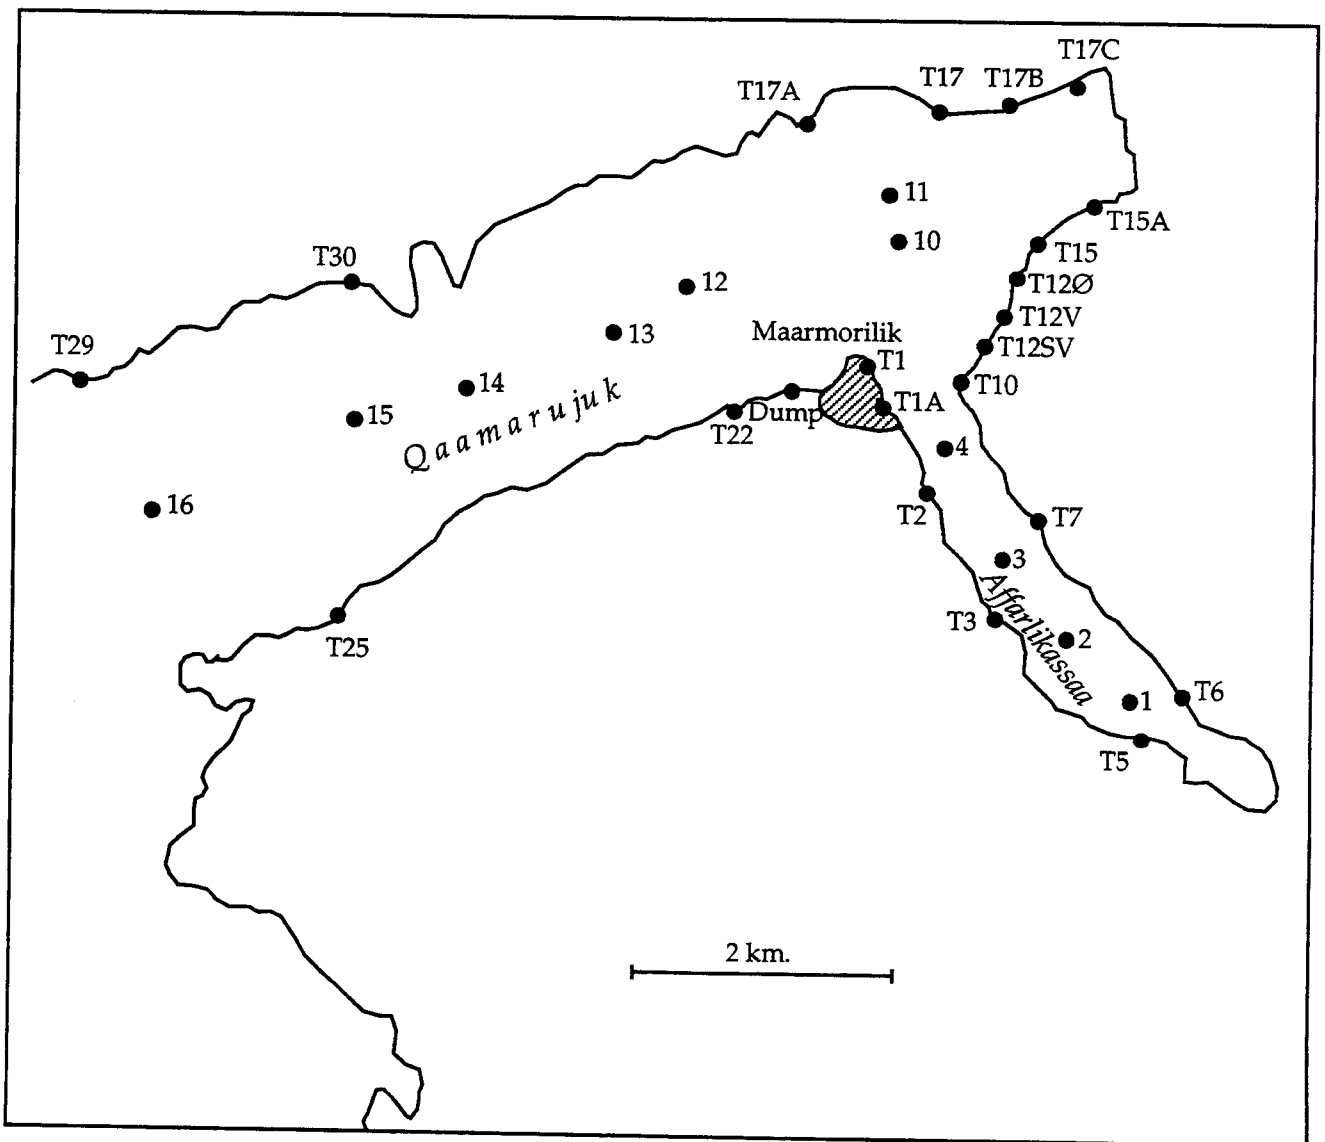 T17C
T17
T17B
T17A
11
T15A
10
T15
T30
12
T12Ø
T12V
13
Maarmorilik
T12SV
T29
T1
14
T10
Qaamarujuk
T1A
15
Dump
T22
4
16
T2
T7
3
Affarlikassaa
T3
2
T25
1
T6
T5
2 km.